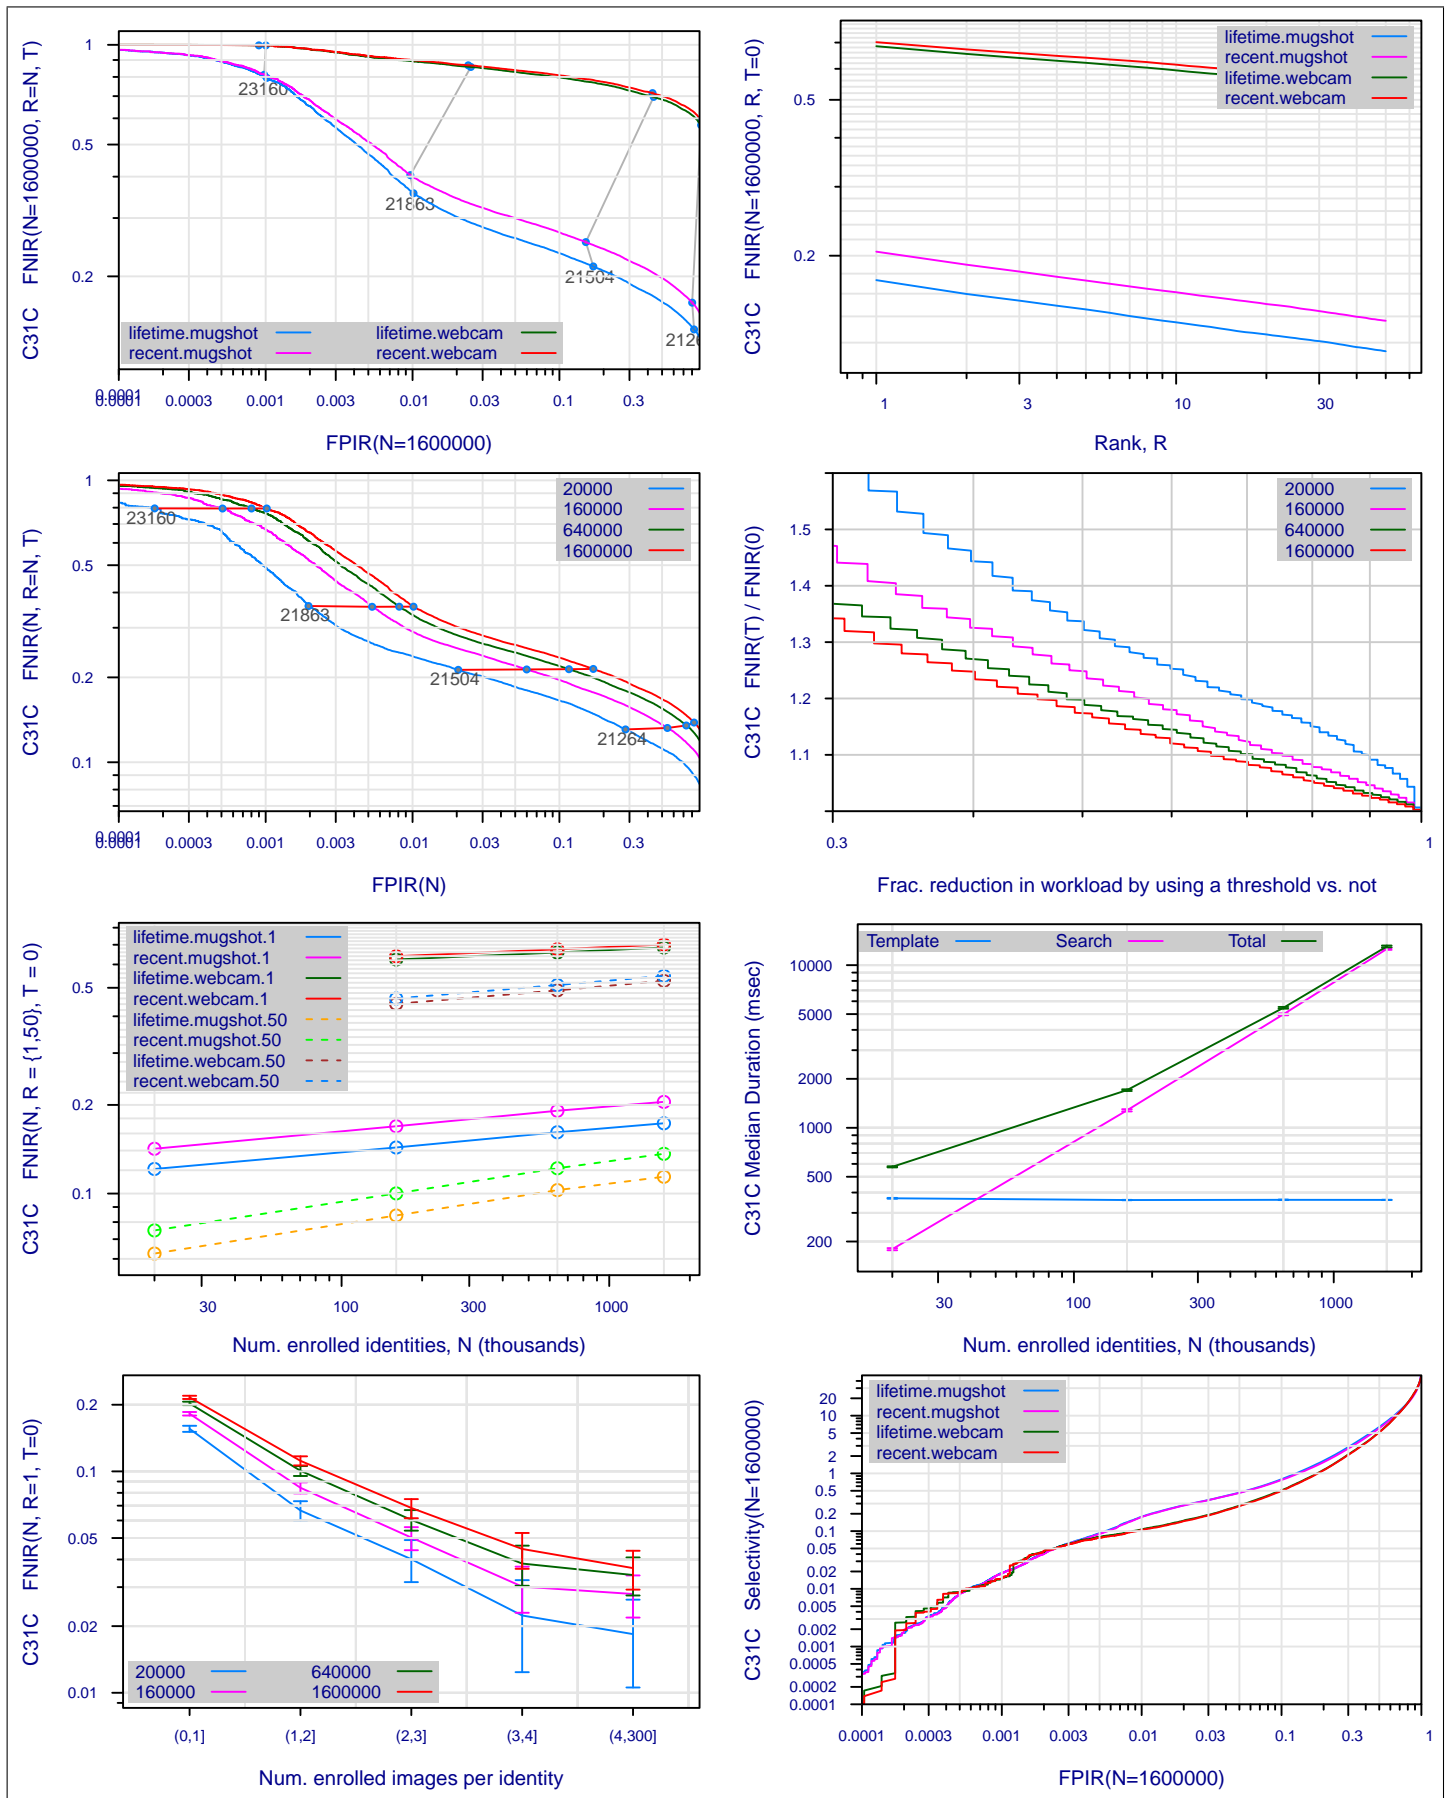 C31C FNIR(N=1600000, R=N, T)
1
0.5
0.2
23160
21863
21504
lifetime.mugshot
recent.mugshot
lifetime.webcam
recent.webcam
0.0001
0.0001 0.0003 0.001 0.003 0.01 0.03 0.1 0.3
FPIR(N=1600000)
C31C FNIR(N=1600000, R, T=0)
0.5
0.2
lifetime.mugshot
recent.mugshot
lifetime.webcam
recent.webcam
1 3 10 30
Rank, R
C31C FNIR(N, R=N, T)
1
0.5
0.2
0.1
20000
160000
640000
1600000
23160
21863
21504
21264
0.0001
0.0001 0.0003 0.001 0.003 0.01 0.03 0.1 0.3
FPIR(N)
C31C FNIR(T) / FNIR(0)
1.5
1.4
1.3
1.2
1.1
20000
160000
640000
1600000
0.3 1
Frac. reduction in workload by using a threshold vs. not
C31C FNIR(N, R = {1,50}, T = 0)
0.5
0.2
0.1
lifetime.mugshot.1
recent.mugshot.1
lifetime.webcam.1
recent.webcam.1
lifetime.mugshot.50
recent.mugshot.50
lifetime.webcam.50
recent.webcam.50
30 100 300 1000
Num. enrolled identities, N (thousands)
C31C Median Duration (msec)
Template Search Total
10000
5000
2000
1000
500
200
30 100 300 1000
Num. enrolled identities, N (thousands)
C31C FNIR(N, R=1, T=0)
0.2
0.1
0.05
0.02
0.01
20000 640000
160000 1600000
(0,1] (1,2] (2,3] (3,4] (4,300]
Num. enrolled images per identity
C31C Selectivity(N=1600000)
20
10
5
2
1
0.5
0.2
0.1
0.05
0.02
0.01
0.005
0.002
0.001
0.0005
0.0002
0.0001
lifetime.mugshot
recent.mugshot
lifetime.webcam
recent.webcam
0.0001 0.0003 0.001 0.003 0.01 0.03 0.1 0.3 1
FPIR(N=1600000)